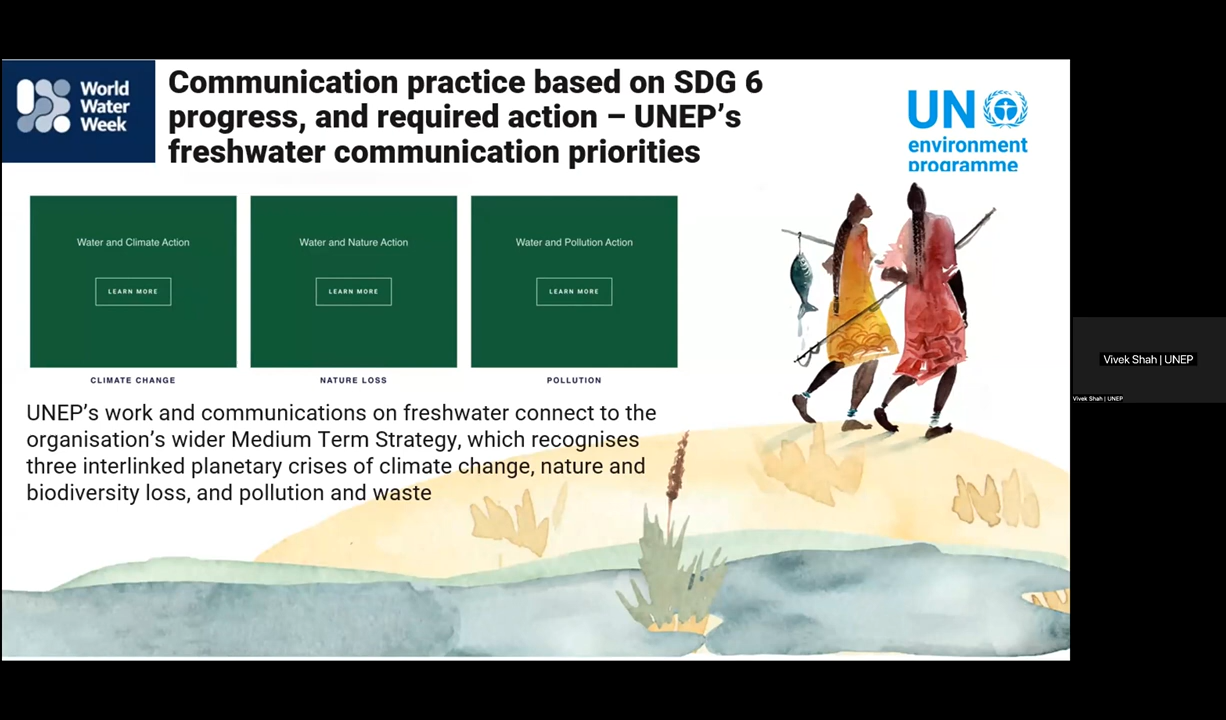 World
Water
Week
Communication practice based on SDG 6
progress, and required action – UNEP’s
freshwater communication priorities
UN
environment
programme
Water and Climate Action
LEARN MORE
CLIMATE CHANGE
Water and Nature Action
LEARN MORE
NATURE LOSS
Water and Pollution Action
LEARN MORE
POLLUTION
UNEP’s work and communications on freshwater connect to the
organisation’s wider Medium Term Strategy, which recognises
three interlinked planetary crises of climate change, nature and
biodiversity loss, and pollution and waste
Vivek Shah | UNEP
Vivek Shah | UNEP